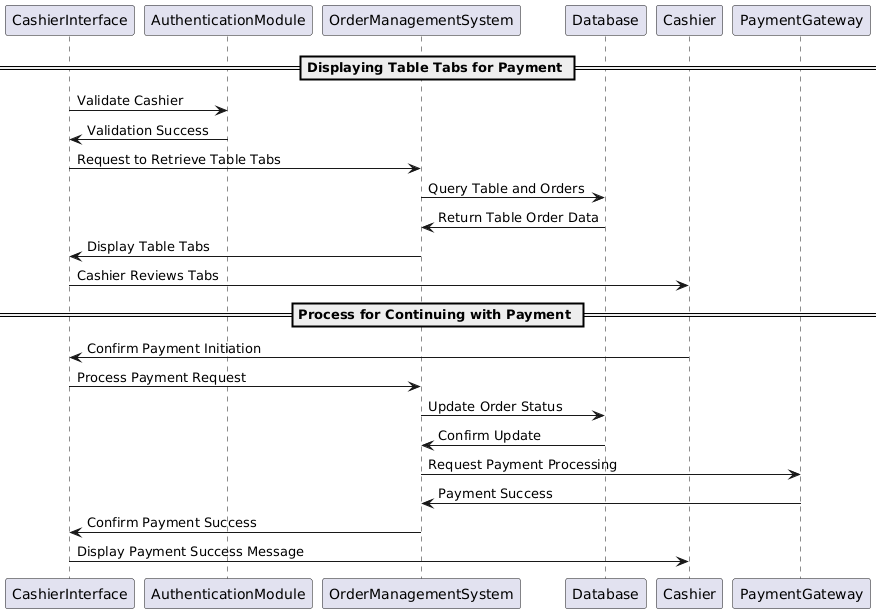 CashierInterface
AuthenticationModule
OrderManagementSystem
Database
Cashier
PaymentGateway
Displaying Table Tabs for Payment
Validate Cashier
Validation Success
Request to Retrieve Table Tabs
Query Table and Orders
Return Table Order Data
Display Table Tabs
Cashier Reviews Tabs
Process for Continuing with Payment
Confirm Payment Initiation
Process Payment Request
Update Order Status
Confirm Update
Request Payment Processing
Payment Success
Confirm Payment Success
Display Payment Success Message
CashierInterface
AuthenticationModule
OrderManagementSystem
Database
Cashier
PaymentGateway